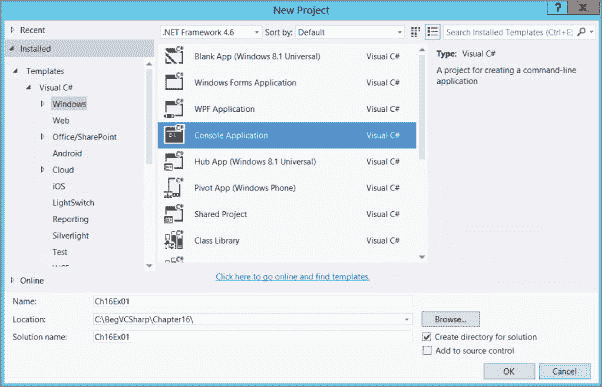 New Project
?
Recent
Installed
Templates
Visual C#
Windows
Web
Office/SharePoint
Android
Cloud
iOS
LightSwitch
Reporting
Silverlight
Test
Online
.NET Framework 4.6
Sort by: Default
Search Installed Templates (Ctrl+E)
Blank App (Windows 8.1 Universal) Visual C#
Windows Forms Application Visual C#
WPF Application Visual C#
Console Application Visual C#
Hub App (Windows 8.1 Universal) Visual C#
Pivot App (Windows Phone) Visual C#
Shared Project Visual C#
Class Library Visual C#
Click here to go online and find templates.
Type: Visual C#
A project for creating a command-line
application
Name: Ch16Ex01
Location: C:\BegVCSharp\Chapter16\
Browse...
Solution name: Ch16Ex01
Create directory for solution
Add to source control
OK
Cancel